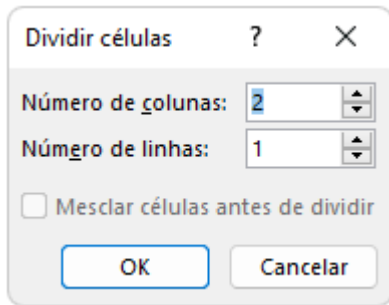 Dividir células ? ×
Número de colunas: 2
Número de linhas: 1
Mesclar células antes de dividir
OK Cancelar